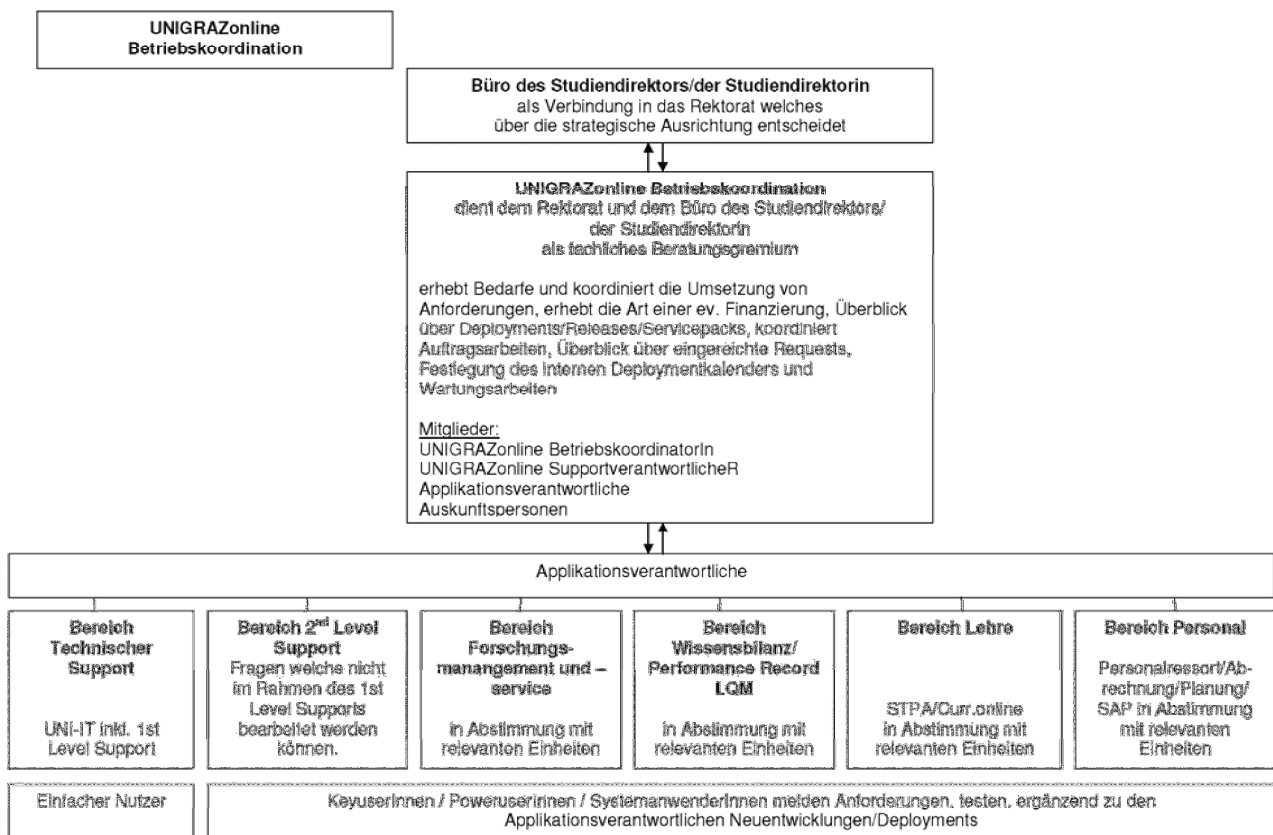 UNIGRAZonline
Betriebskoordination
Büro des Studiendirektors/der Studiendirektorin
als Verbindung in das Rektorat welches
über die strategische Ausrichtung entscheidet
UNIGRAZonline Betriebskoordination
dient dem Rektorat und dem Büro des Studiendirektors/
der StudiendirektorIn
als fachliches Beratungsgremium
erhebt Bedarfe und koordiniert die Umsetzung von
Anforderungen, erhebt die Art einer ev. Finanzierung, Überblick
über Deployments/Releases/Servicepacks, koordiniert
Auftragsarbeiten, Überblick über eingereichte Requests,
Festlegung des internen Deploymentkalenders und
Wartungsarbeiten
Mitglieder:
UNIGRAZonline BetriebskoordinatorIn
UNIGRAZonline SupportverantwortlicheR
Applikationsverantwortliche
Auskunftspersonen
Applikationsverantwortliche
Bereich
Technischer
Support
UNI-IT inkl. 1st
Level Support
Bereich 2nd Level
Support
Fragen welche nicht
im Rahmen des 1st
Level Supports
bearbeitet werden
können.
Bereich
Forschungs-
manangement und –
service
in Abstimmung mit
relevanten Einheiten
Bereich
Wissensbilanz/
Performance Record
LQM
in Abstimmung mit
relevanten Einheiten
Bereich Lehre
STPA/Curr.online
in Abstimmung mit
relevanten Einheiten
Bereich Personal
Personalressort/Ab-
rechnung/Planung/
SAP in Abstimmung
mit relevanten
Einheiten
Einfacher Nutzer
KeyuserInnen / PoweruserInnen / SystemanwenderInnen melden Anforderungen, testen, ergänzend zu den
Applikationsverantwortlichen Neuentwicklungen/Deployments